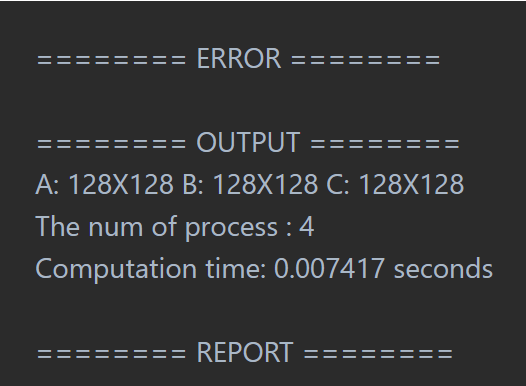 ======== ERROR ========
======== OUTPUT ========
A: 128X128 B: 128X128 C: 128X128
The num of process : 4
Computation time: 0.007417 seconds
======== REPORT ========